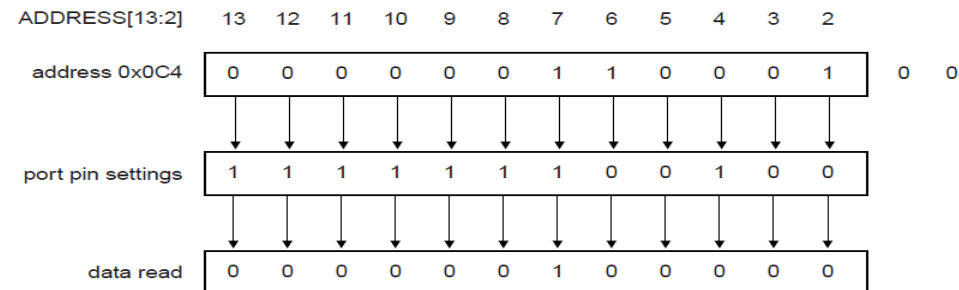 ADDRESS[13:2] 13 12 11 10 9 8 7 6 5 4 3 2
address 0x0C4 0 0 0 0 0 0 1 1 0 0 0 1 0 0
port pin settings 1 1 1 1 1 1 1 0 0 1 0 0
data read 0 0 0 0 0 0 1 0 0 0 0 0